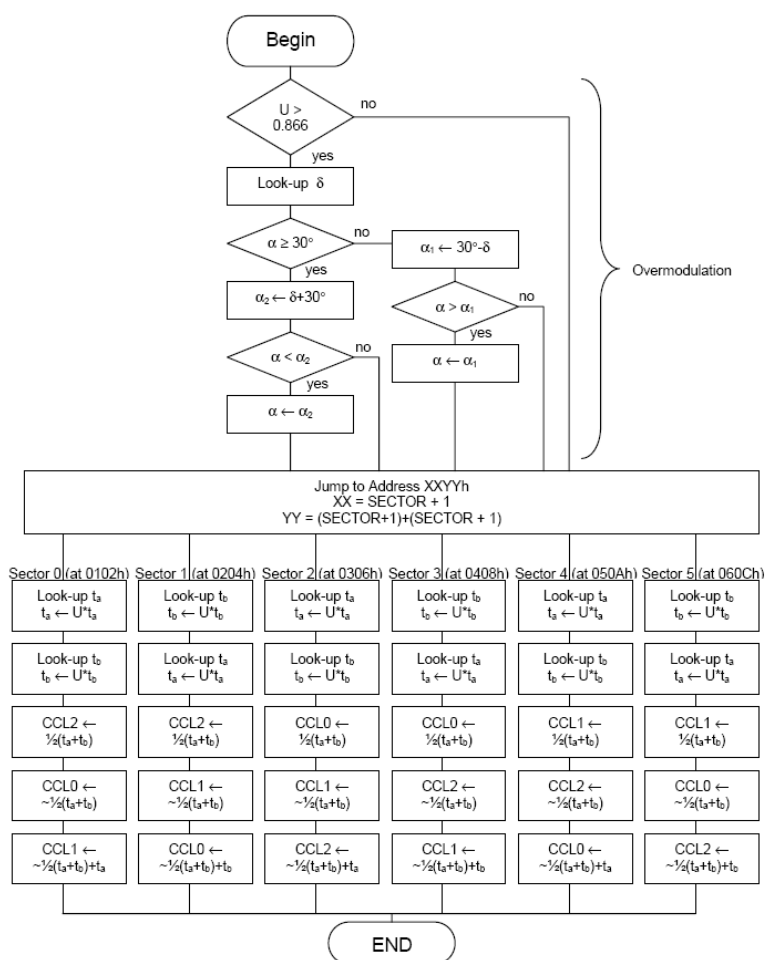 Begin
U >
0.866
no
yes
Look-up δ
α ≥ 30°
no
α₁ ← 30°-δ
yes
α₂ ← δ+30°
α > α₁
no
yes
α < α₂
no
α ← α₁
yes
α ← α₂
Overmodulation
Jump to Address XXYYh
XX = SECTOR + 1
YY = (SECTOR+1)+(SECTOR + 1)
Sector 0 (at 0102h) Sector 1 (at 0204h) Sector 2 (at 0306h) Sector 3 (at 0408h) Sector 4 (at 050Ah) Sector 5 (at 060Ch)
Look-up tₐ Look-up t_b Look-up tₐ Look-up t_b Look-up tₐ Look-up t_b
tₐ ← U*tₐ t_b ← U*t_b tₐ ← U*tₐ t_b ← U*t_b tₐ ← U*tₐ t_b ← U*t_b
Look-up t_b Look-up tₐ Look-up t_b Look-up tₐ Look-up t_b Look-up tₐ
t_b ← U*t_b tₐ ← U*tₐ t_b ← U*t_b tₐ ← U*tₐ t_b ← U*t_b tₐ ← U*tₐ
CCL2 ← CCL2 ← CCL0 ← CCL0 ← CCL1 ← CCL1 ←
½(tₐ+t_b) ½(tₐ+t_b) ½(tₐ+t_b) ½(tₐ+t_b) ½(tₐ+t_b) ½(tₐ+t_b)
CCL0 ← CCL1 ← CCL1 ← CCL2 ← CCL2 ← CCL0 ←
~½(tₐ+t_b) ~½(tₐ+t_b) ~½(tₐ+t_b) ~½(tₐ+t_b) ~½(tₐ+t_b) ~½(tₐ+t_b)
CCL1 ← CCL0 ← CCL2 ← CCL1 ← CCL0 ← CCL2 ←
~½(tₐ+t_b)+tₐ ~½(tₐ+t_b)+t_b ~½(tₐ+t_b)+tₐ ~½(tₐ+t_b)+t_b ~½(tₐ+t_b)+tₐ ~½(tₐ+t_b)+t_b
END